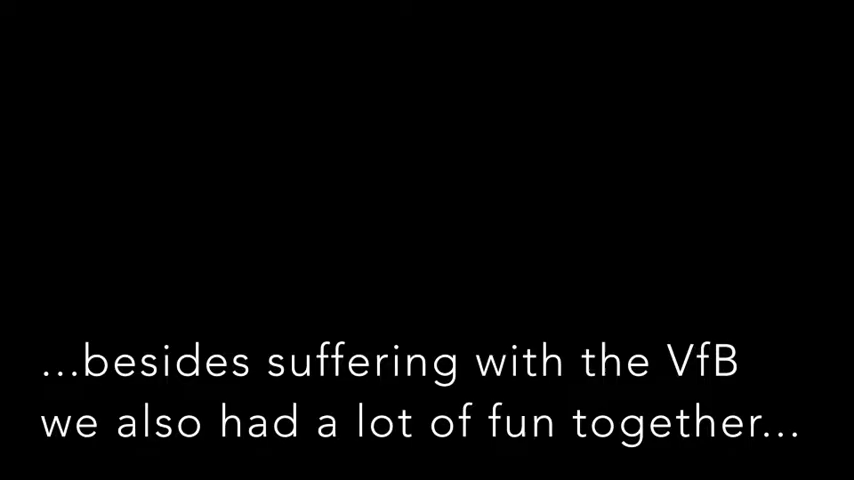 ...besides suffering with the VfB
we also had a lot of fun together...